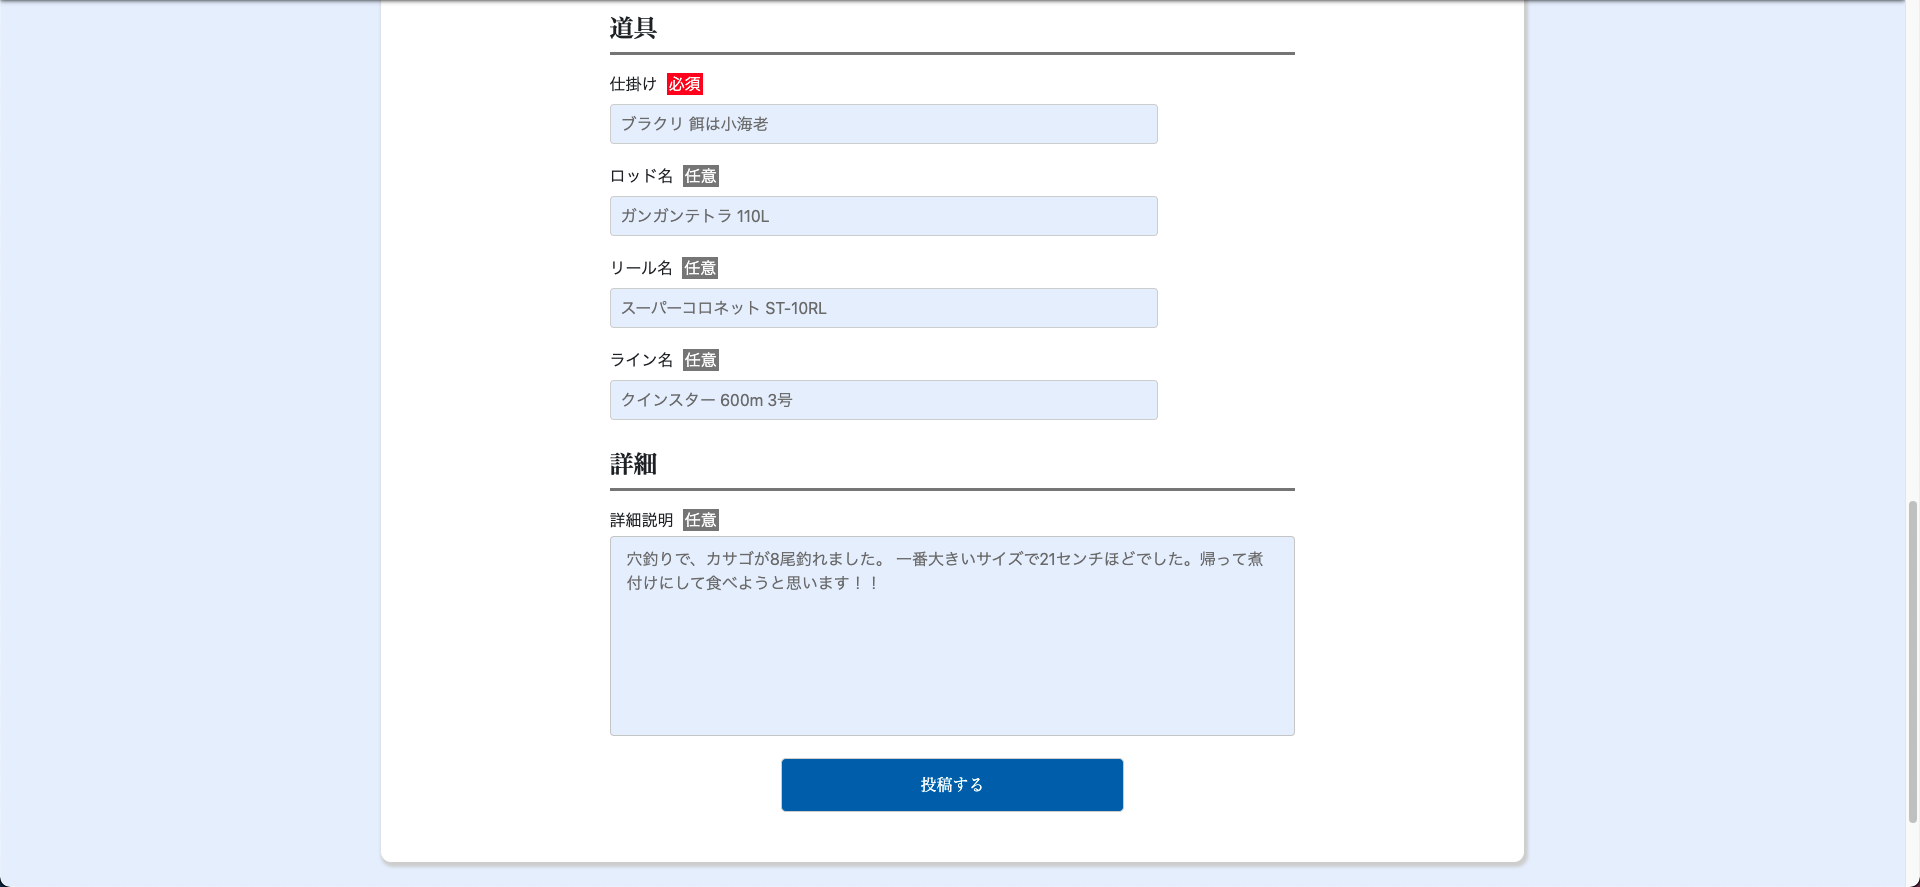 道具
仕掛け 必須
ブラクリ 餌は小海老
ロッド名 任意
ガンガンテトラ 110L
リール名 任意
スーパーコロネット ST-10RL
ライン名 任意
クインスター 600m 3号
詳細
詳細説明 任意
穴釣りで、カサゴが8尾釣れました。 一番大きいサイズで21センチほどでした。帰って煮
付けにして食べようと思います！！
投稿する